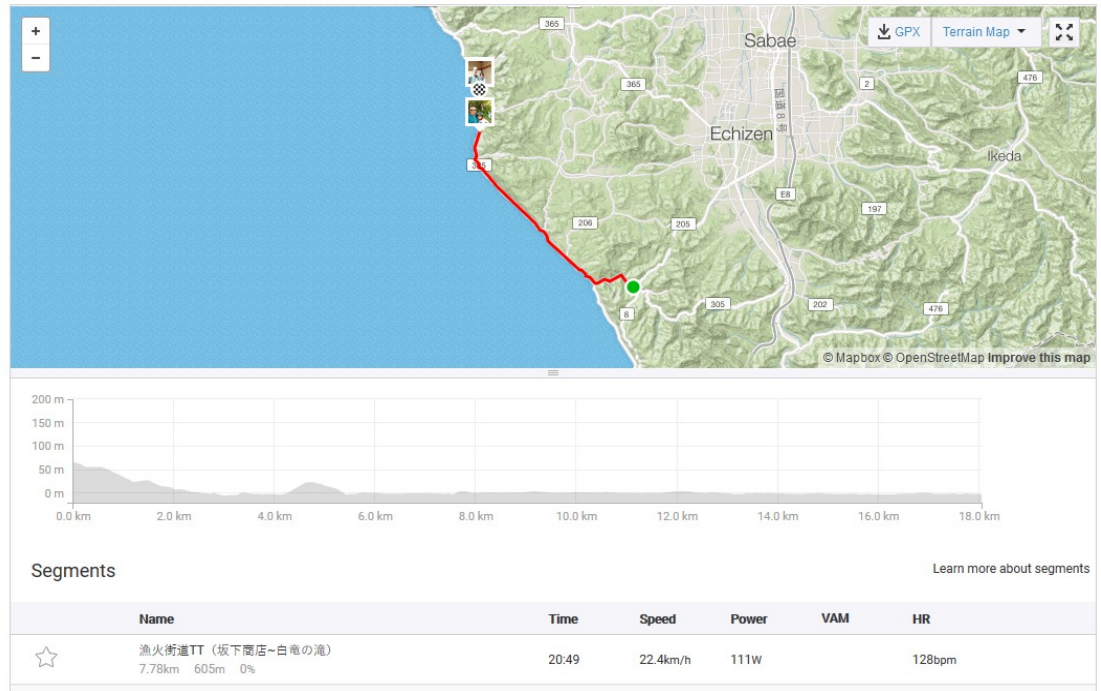 +
−
GPX
Terrain Map
365
Sabae
476
365
2
国道8号
Echizen
Ikeda
305
E8
197
206
205
305
202
476
8
© Mapbox © OpenStreetMap Improve this map
200 m
150 m
100 m
50 m
0 m
0.0 km 2.0 km 4.0 km 6.0 km 8.0 km 10.0 km 12.0 km 14.0 km 16.0 km 18.0 km
Segments
Learn more about segments
Name Time Speed Power VAM HR
漁火街道TT（坂下商店~白竜の滝）
7.78km 605m 0%
20:49 22.4km/h 111W 128bpm